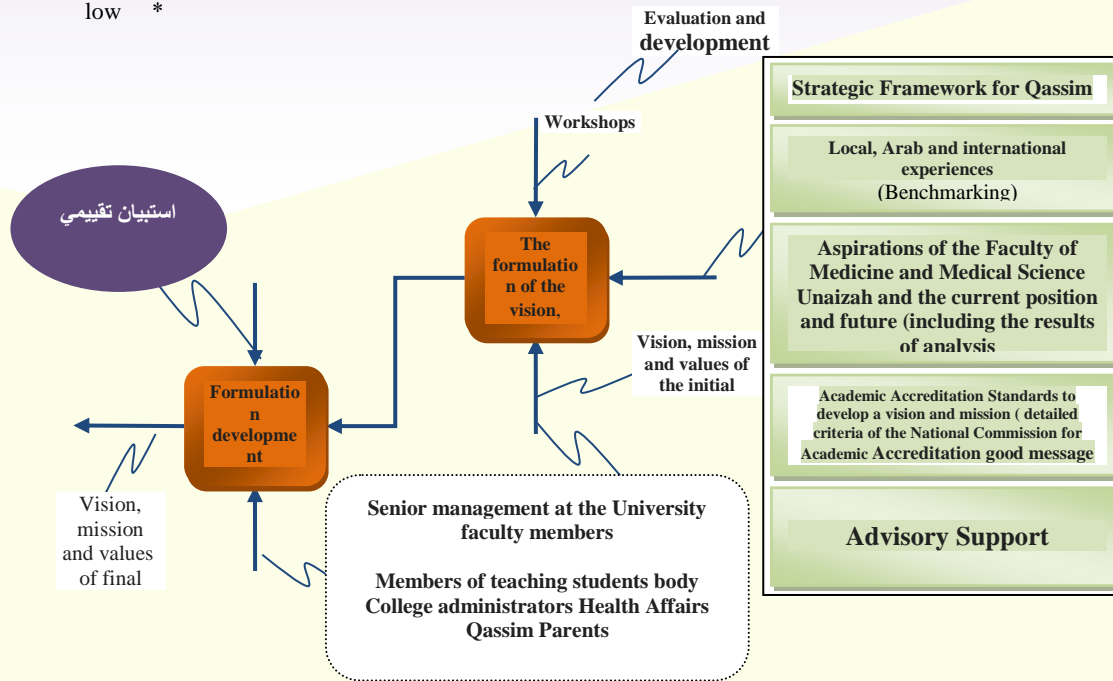 low *
Evaluation and
development
Workshops
استبيان تقييمي
The
formulatio
n of the
vision,
Vision, mission
and values of
the initial
Formulatio
n
developme
nt
Vision,
mission
and values
of final
Senior management at the University
faculty members
Members of teaching students body
College administrators Health Affairs
Qassim Parents
Strategic Framework for Qassim
Local, Arab and international
experiences
(Benchmarking)
Aspirations of the Faculty of
Medicine and Medical Science
Unaizah and the current position
and future (including the results
of analysis
Academic Accreditation Standards to
develop a vision and mission ( detailed
criteria of the National Commission for
Academic Accreditation good message
Advisory Support